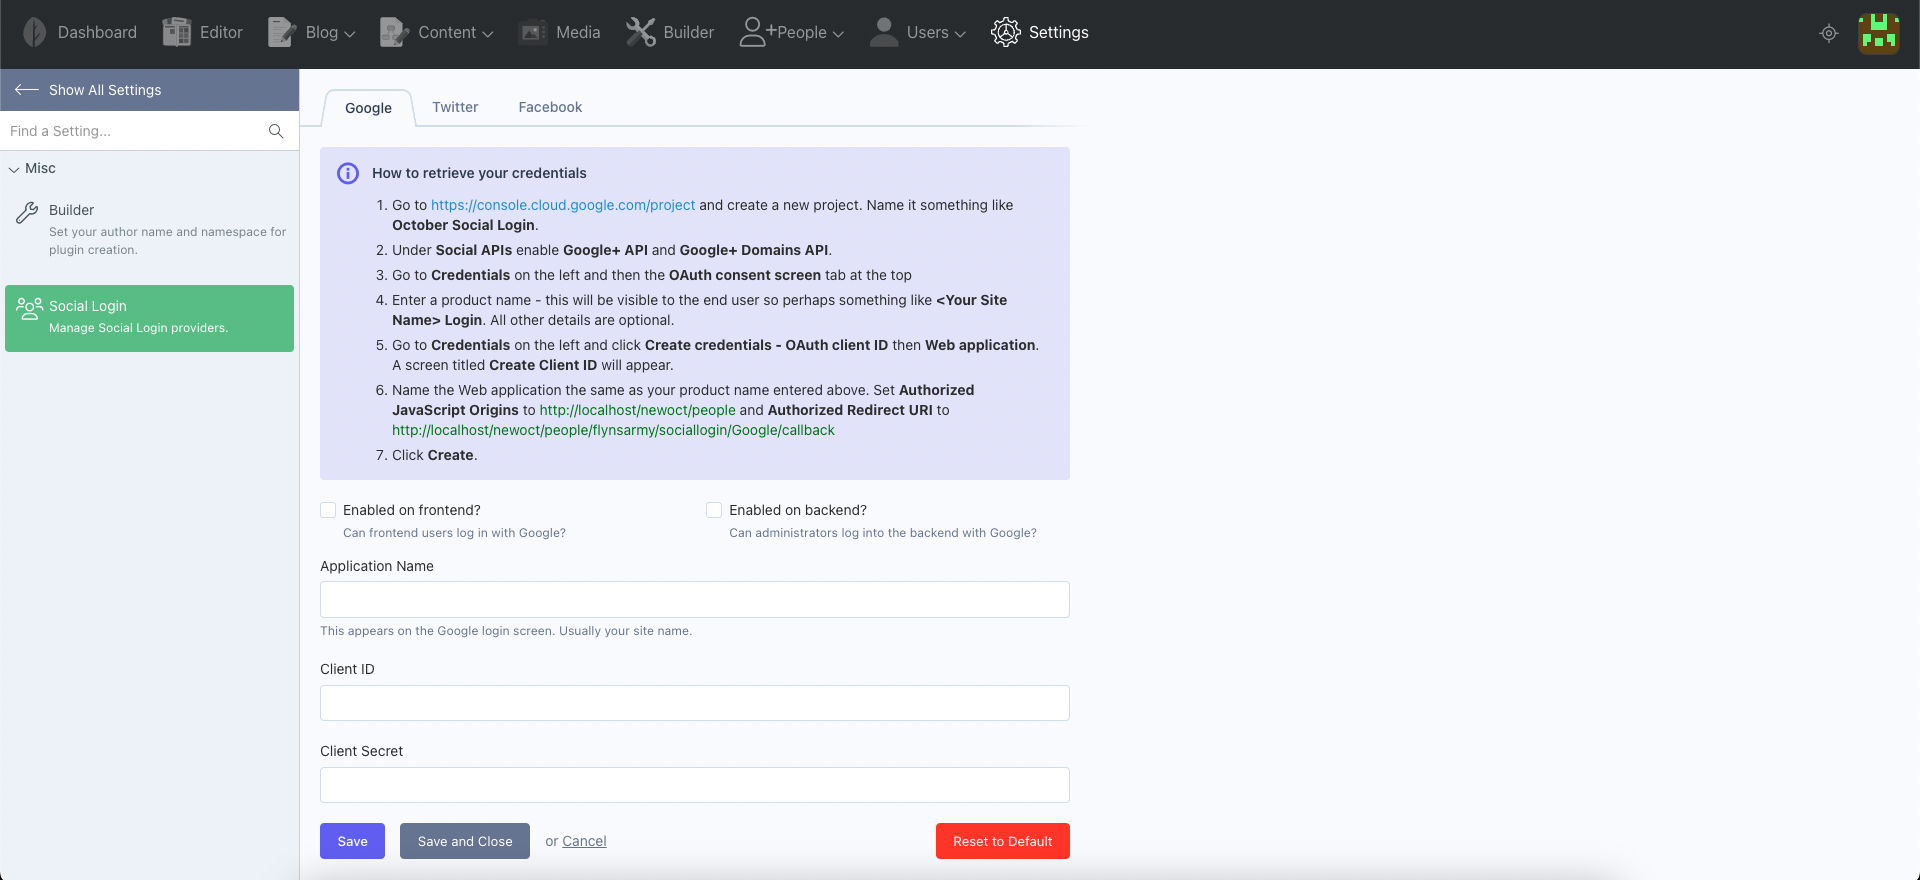 Dashboard Editor Blog Content Media Builder People Users Settings
Show All Settings
Find a Setting...
Misc
Builder
Set your author name and namespace for
plugin creation.
Social Login
Manage Social Login providers.
Google Twitter Facebook
How to retrieve your credentials
1. Go to https://console.cloud.google.com/project and create a new project. Name it something like
October Social Login.
2. Under Social APIs enable Google+ API and Google+ Domains API.
3. Go to Credentials on the left and then the OAuth consent screen tab at the top
4. Enter a product name - this will be visible to the end user so perhaps something like <Your Site
Name> Login. All other details are optional.
5. Go to Credentials on the left and click Create credentials - OAuth client ID then Web application.
A screen titled Create Client ID will appear.
6. Name the Web application the same as your product name entered above. Set Authorized
JavaScript Origins to http://localhost/newoct/people and Authorized Redirect URI to
http://localhost/newoct/people/flynsarmy/sociallogin/Google/callback
7. Click Create.
Enabled on frontend? Enabled on backend?
Can frontend users log in with Google? Can administrators log into the backend with Google?
Application Name
This appears on the Google login screen. Usually your site name.
Client ID
Client Secret
Save Save and Close or Cancel Reset to Default